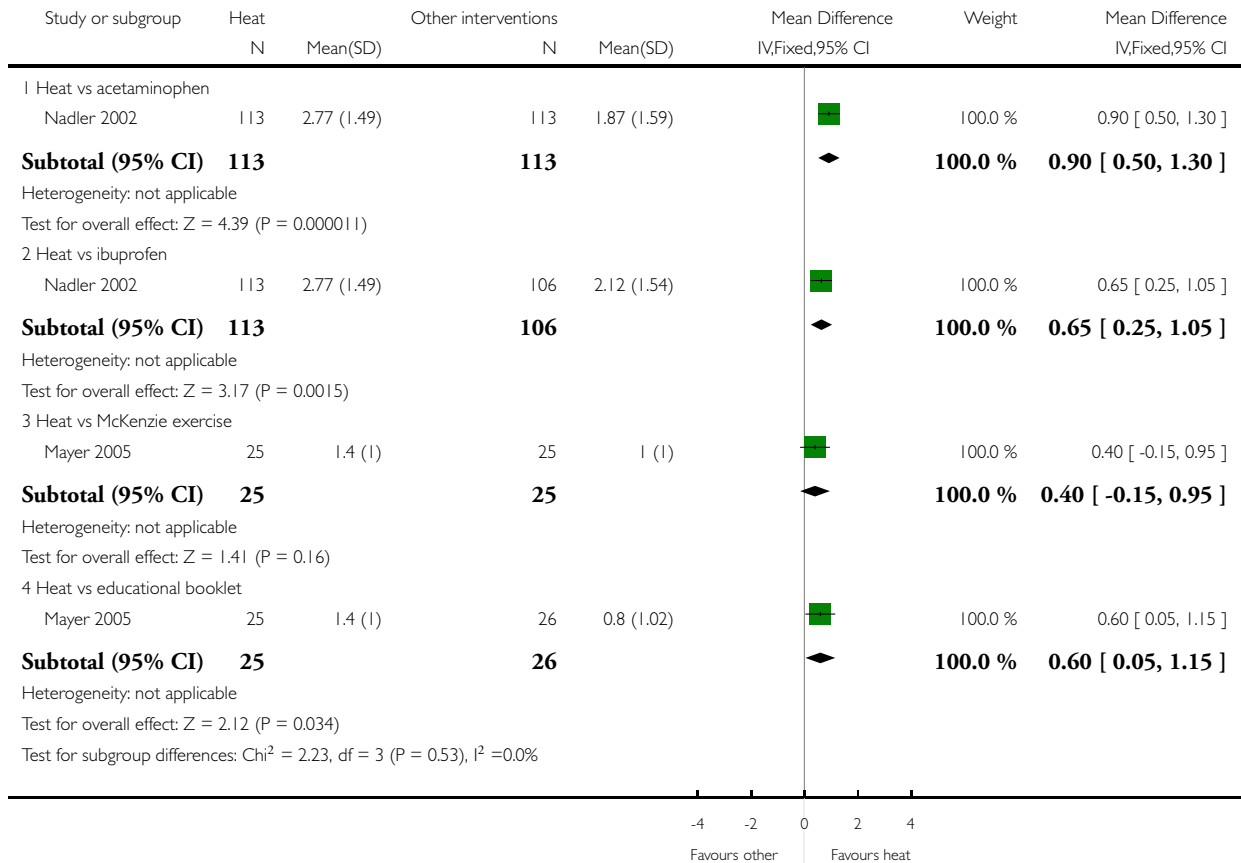 Study or subgroup Heat Other interventions Mean Difference Weight Mean Difference
N Mean(SD) N Mean(SD) IV,Fixed,95% CI IV,Fixed,95% CI
1 Heat vs acetaminophen
Nadler 2002 113 2.77 (1.49) 113 1.87 (1.59) 100.0 % 0.90 [ 0.50, 1.30 ]
Subtotal (95% CI) 113 113 100.0 % 0.90 [ 0.50, 1.30 ]
Heterogeneity: not applicable
Test for overall effect: Z = 4.39 (P = 0.000011)
2 Heat vs ibuprofen
Nadler 2002 113 2.77 (1.49) 106 2.12 (1.54) 100.0 % 0.65 [ 0.25, 1.05 ]
Subtotal (95% CI) 113 106 100.0 % 0.65 [ 0.25, 1.05 ]
Heterogeneity: not applicable
Test for overall effect: Z = 3.17 (P = 0.0015)
3 Heat vs McKenzie exercise
Mayer 2005 25 1.4 (1) 25 1 (1) 100.0 % 0.40 [ -0.15, 0.95 ]
Subtotal (95% CI) 25 25 100.0 % 0.40 [ -0.15, 0.95 ]
Heterogeneity: not applicable
Test for overall effect: Z = 1.41 (P = 0.16)
4 Heat vs educational booklet
Mayer 2005 25 1.4 (1) 26 0.8 (1.02) 100.0 % 0.60 [ 0.05, 1.15 ]
Subtotal (95% CI) 25 26 100.0 % 0.60 [ 0.05, 1.15 ]
Heterogeneity: not applicable
Test for overall effect: Z = 2.12 (P = 0.034)
Test for subgroup differences: Chi² = 2.23, df = 3 (P = 0.53), I² =0.0%
-4 -2 0 2 4
Favours other Favours heat